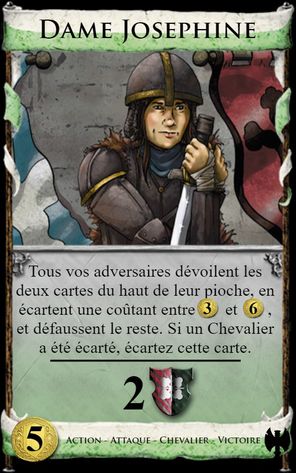 Dame Josephine
Tous vos adversaires dévoilent les
deux cartes du haut de leur pioche, en
écartent une coûtant entre 3 et 6 ,
et défaussent le reste. Si un Chevalier
a été écarté, écartez cette carte.
2
5
Action - Attaque - Chevalier - Victoire